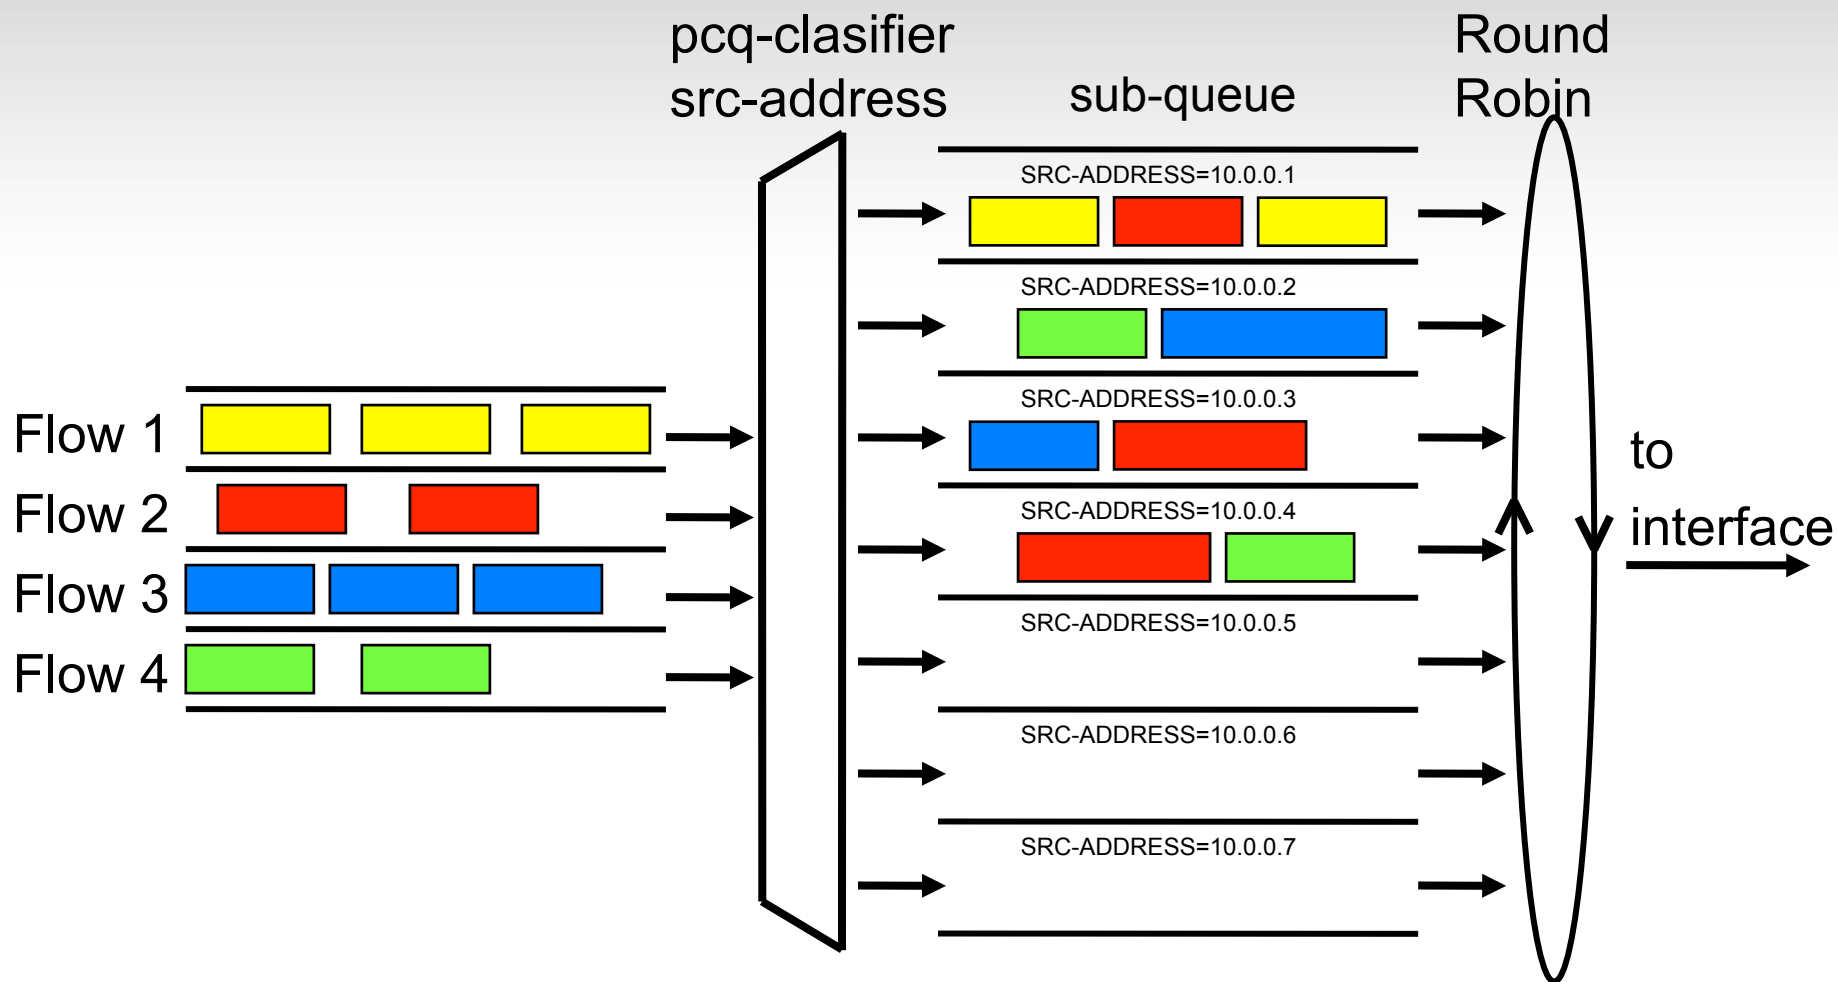 pcq-clasifier
src-address
sub-queue
Round
Robin
SRC-ADDRESS=10.0.0.1
SRC-ADDRESS=10.0.0.2
SRC-ADDRESS=10.0.0.3
SRC-ADDRESS=10.0.0.4
SRC-ADDRESS=10.0.0.5
SRC-ADDRESS=10.0.0.6
SRC-ADDRESS=10.0.0.7
Flow 1
Flow 2
Flow 3
Flow 4
to
interface